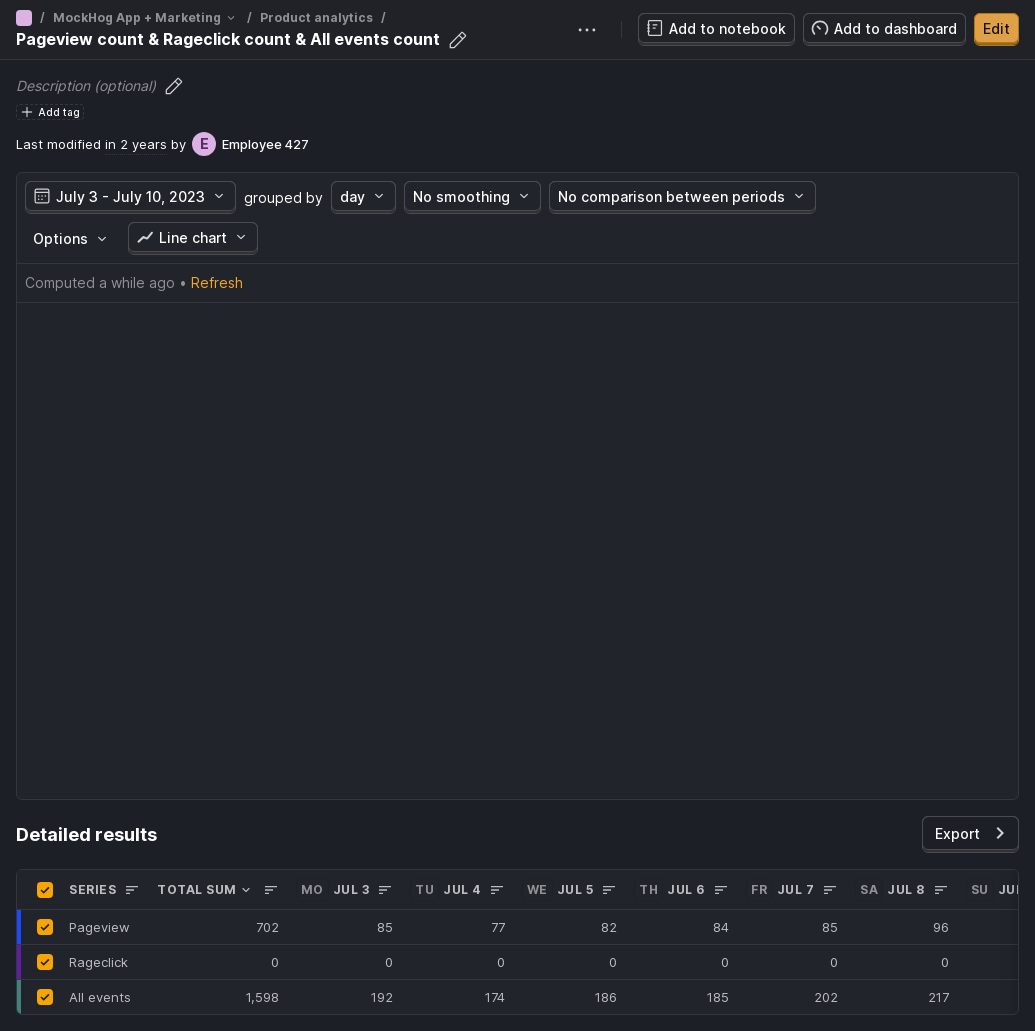 / MockHog App + Marketing / Product analytics /
Pageview count & Rageclick count & All events count
Add to notebook
Add to dashboard
Edit
Description (optional)
Add tag
Last modified in 2 years by E Employee 427
July 3 - July 10, 2023 grouped by day No smoothing No comparison between periods
Options Line chart
Computed a while ago • Refresh
Detailed results
Export
SERIES TOTAL SUM MO JUL 3 TU JUL 4 WE JUL 5 TH JUL 6 FR JUL 7 SA JUL 8 SU
Pageview 702 85 77 82 84 85 96
Rageclick 0 0 0 0 0 0 0
All events 1,598 192 174 186 185 202 217